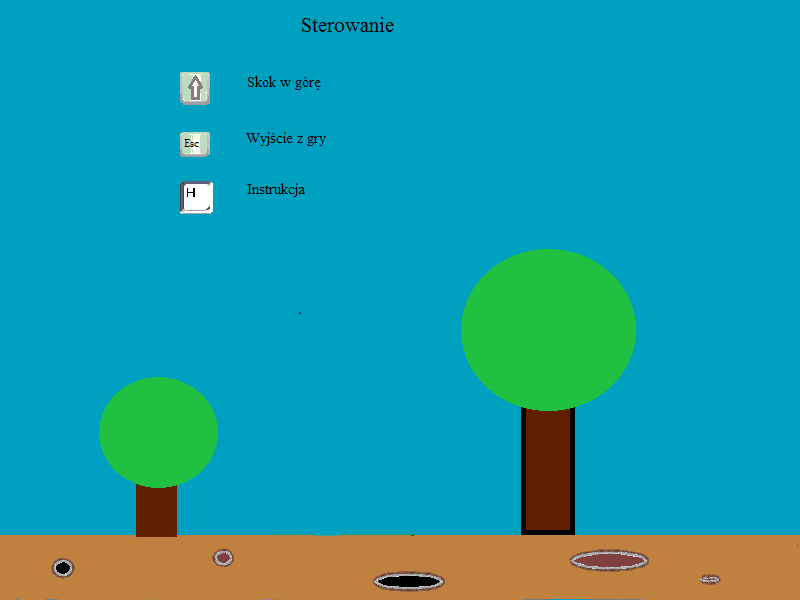 Sterowanie
Skok w górę
Esc
Wyjście z gry
H
Instrukcja